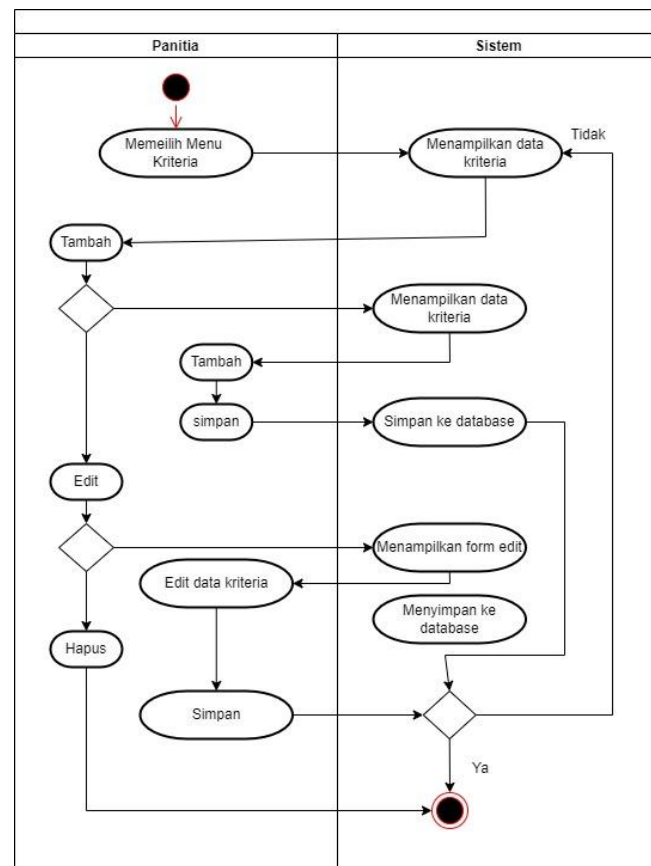 Panitia
Sistem
Memeilih Menu
Kriteria
Menampilkan data
kriteria
Tidak
Tambah
Menampilkan data
kriteria
Tambah
simpan
Simpan ke database
Edit
Menampilkan form edit
Edit data kriteria
Menyimpan ke
database
Hapus
Simpan
Ya